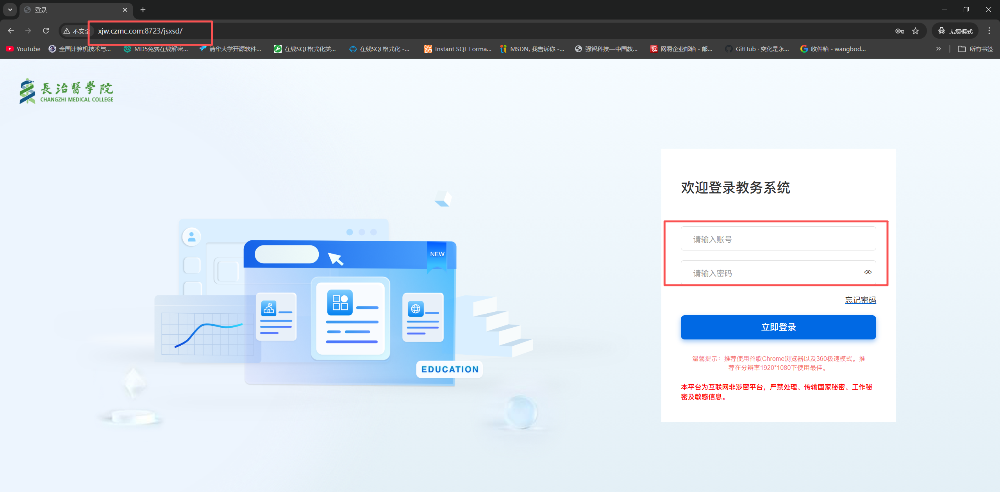 登录
不安全
xjw.czmc.com:8723/jsxsd/
无痕模式
YouTube
全国计算机技术与...
MD5免费在线解密...
清华大学开源软件...
在线SQL格式化美...
在线SQL格式化 -...
Instant SQL Forma...
MSDN, 我告诉你 -...
强智科技—中国教...
网易企业邮箱 - 邮...
GitHub · 变化是永...
收件箱 - wangbod...
所有书签
長治醫學院
CHANGZHI MEDICAL COLLEGE
NEW
EDUCATION
欢迎登录教务系统
请输入账号
请输入密码
忘记密码
立即登录
温馨提示：推荐使用谷歌Chrome浏览器以及360极速模式。推
荐在分辨率1920*1080下使用最佳。
本平台为互联网非涉密平台，严禁处理、传输国家秘密、工作秘
密及敏感信息。